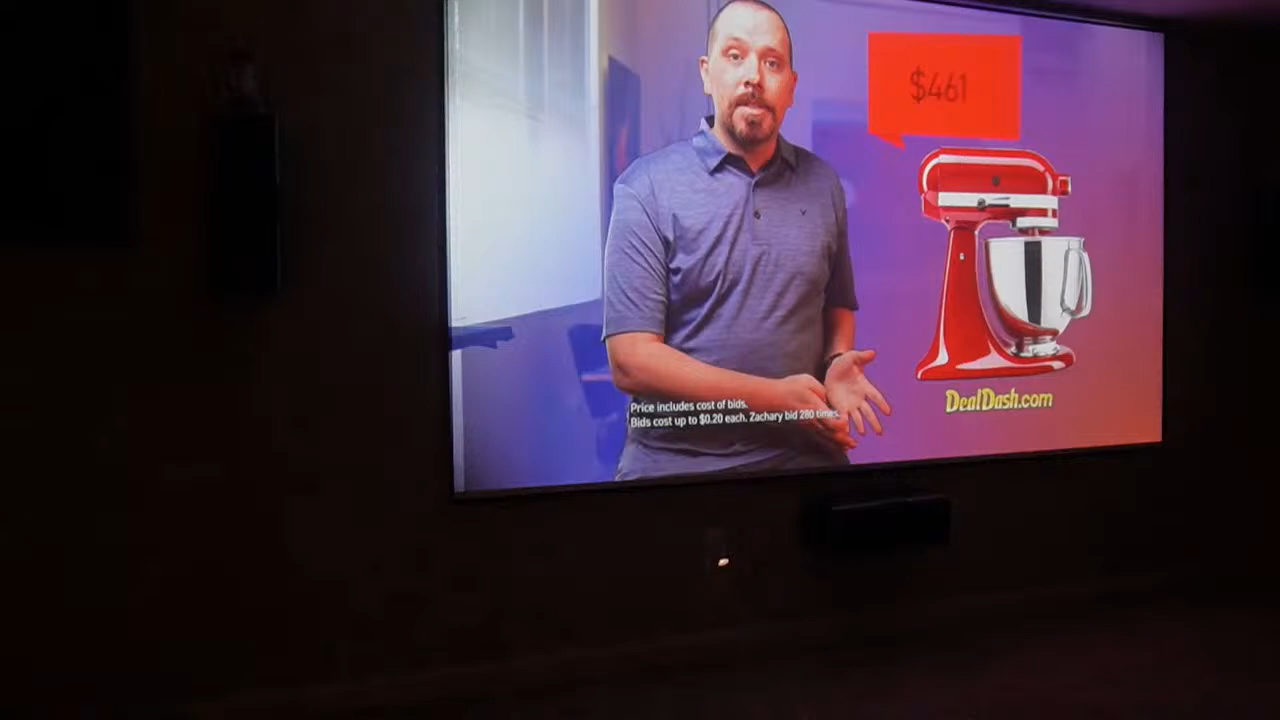 $461
DealDash.com
Price includes cost of bids.
Bids cost up to $0.20 each. Zachary bid 280 times.